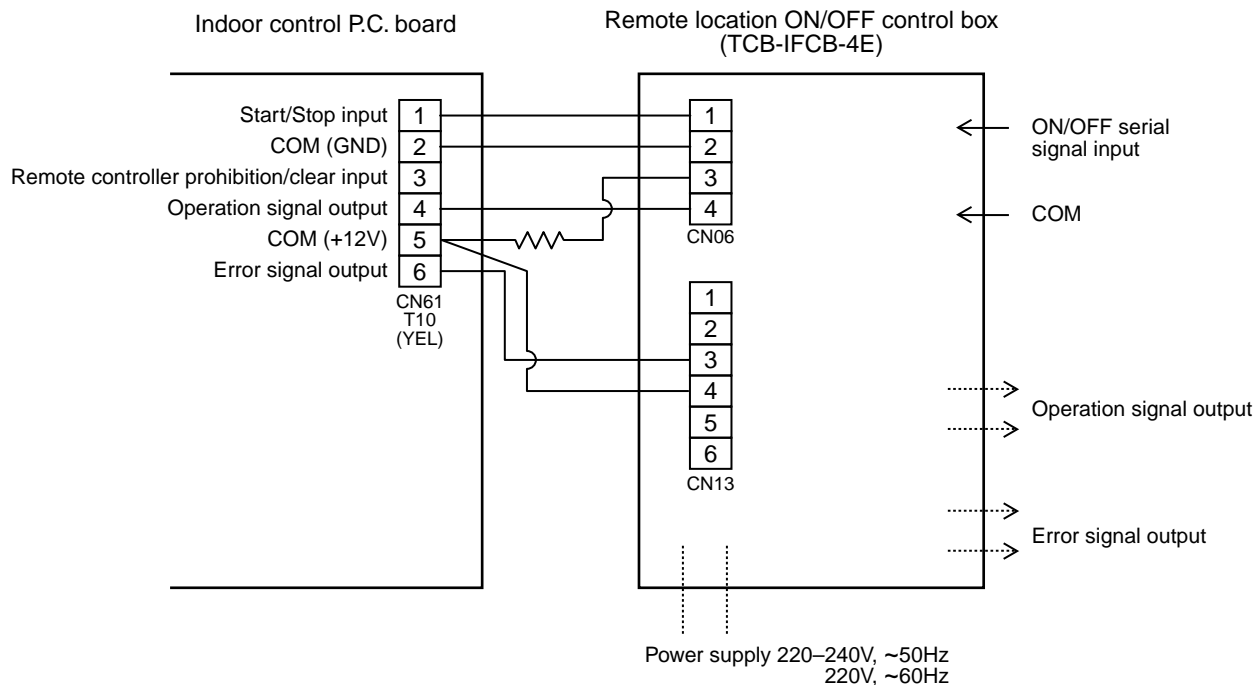 Indoor control P.C. board
Remote location ON/OFF control box
(TCB-IFCB-4E)
Start/Stop input
COM (GND)
Remote controller prohibition/clear input
Operation signal output
COM (+12V)
Error signal output
1
2
3
4
5
6
CN61
T10
(YEL)
1
2
3
4
CN06
1
2
3
4
5
6
CN13
ON/OFF serial
signal input
COM
Operation signal output
Error signal output
Power supply 220–240V, ~50Hz
220V, ~60Hz